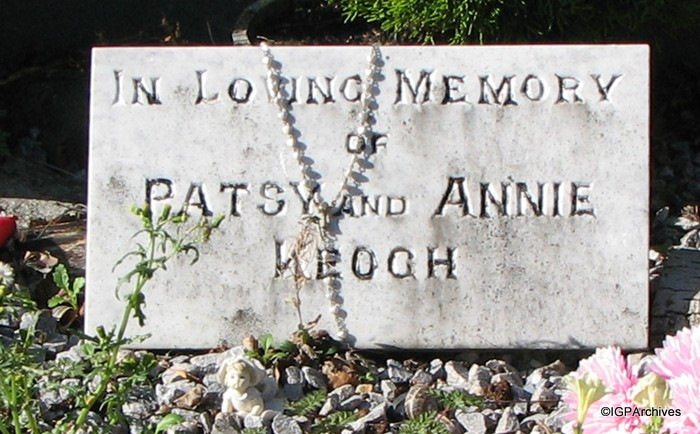 In Loving Memory
of
Patsy and Annie
Keogh
©IGPArchives